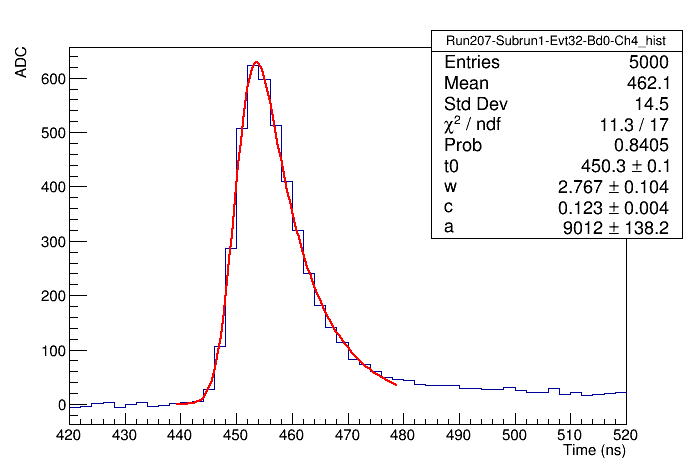 Run207-Subrun1-Evt32-Bd0-Ch4_hist
Entries 5000
Mean 462.1
Std Dev 14.5
χ² / ndf 11.3 / 17
Prob 0.8405
t0 450.3 ± 0.1
w 2.767 ± 0.104
c 0.123 ± 0.004
a 9012 ± 138.2
ADC
600
500
400
300
200
100
0
420 430 440 450 460 470 480 490 500 510 520
Time (ns)